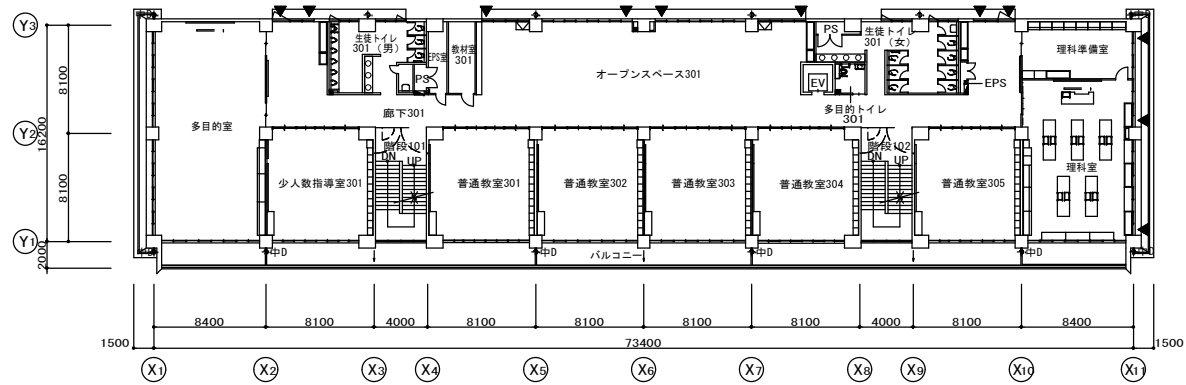 Y3
Y2
Y1
8100
8100
16200
2000
多目的室
生徒トイレ
301（男）
EPS室
教材室
301
PS
オープンスペース301
PS
生徒トイレ
301（女）
EV
多目的トイレ
301
EPS
理科準備室
理科室
廊下301
階段101
DN
UP
階段102
DN
UP
少人数指導室301
普通教室301
普通教室302
普通教室303
普通教室304
普通教室305
中D
中D
中D
中D
中D
中D
中D
バルコニー
8400
8100
4000
8100
8100
8100
8100
4000
8100
8400
1500
73400
1500
X1
X2
X3
X4
X5
X6
X7
X8
X9
X10
X11